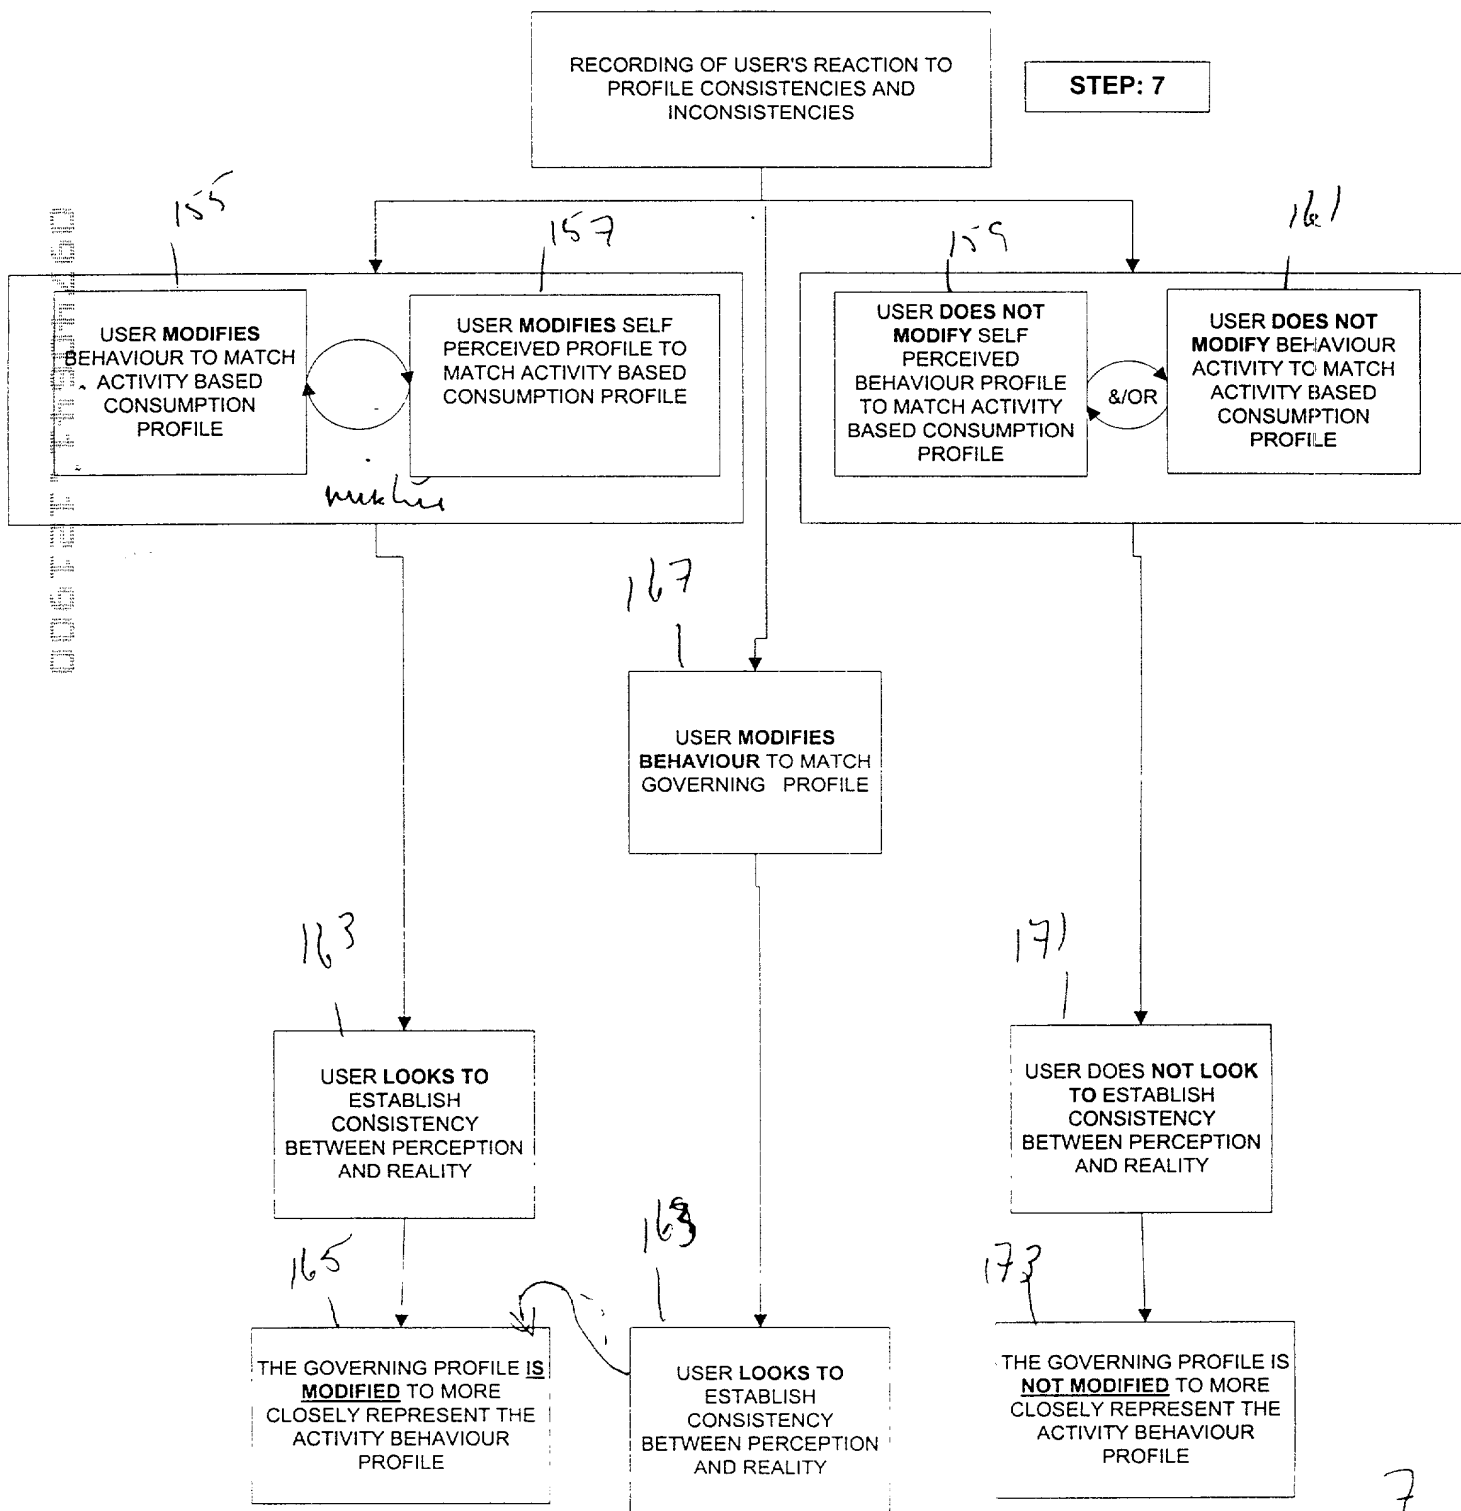 RECORDING OF USER'S REACTION TO
PROFILE CONSISTENCIES AND
INCONSISTENCIES
STEP: 7
155
157
159
161
USER MODIFIES
BEHAVIOUR TO MATCH
ACTIVITY BASED
CONSUMPTION
PROFILE
USER MODIFIES SELF
PERCEIVED PROFILE TO
MATCH ACTIVITY BASED
CONSUMPTION PROFILE
USER DOES NOT
MODIFY SELF
PERCEIVED
BEHAVIOUR PROFILE
TO MATCH ACTIVITY
BASED CONSUMPTION
PROFILE
&/OR
USER DOES NOT
MODIFY BEHAVIOUR
ACTIVITY TO MATCH
ACTIVITY BASED
CONSUMPTION
PROFILE
167
USER MODIFIES
BEHAVIOUR TO MATCH
GOVERNING PROFILE
163
171
USER LOOKS TO
ESTABLISH
CONSISTENCY
BETWEEN PERCEPTION
AND REALITY
USER DOES NOT LOOK
TO ESTABLISH
CONSISTENCY
BETWEEN PERCEPTION
AND REALITY
165
173
THE GOVERNING PROFILE IS
MODIFIED TO MORE
CLOSELY REPRESENT THE
ACTIVITY BEHAVIOUR
PROFILE
USER LOOKS TO
ESTABLISH
CONSISTENCY
BETWEEN PERCEPTION
AND REALITY
THE GOVERNING PROFILE IS
NOT MODIFIED TO MORE
CLOSELY REPRESENT THE
ACTIVITY BEHAVIOUR
PROFILE
7